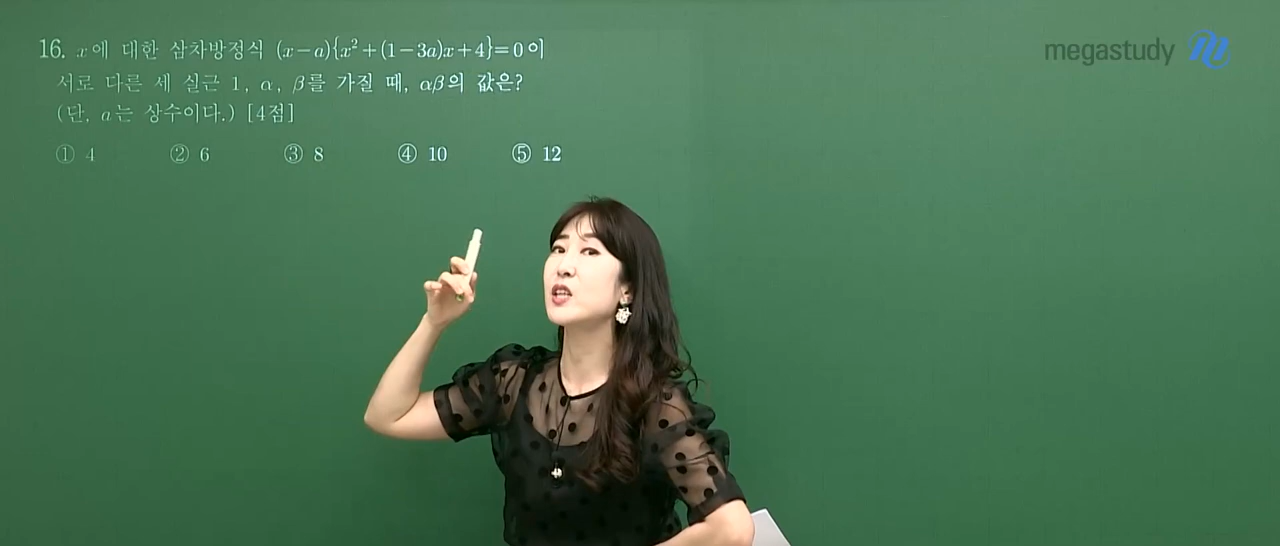 16. x에 대한 삼차방정식 (x-a){x²+(1-3a)x+4}=0이
서로 다른 세 실근 1, α, β를 가질 때, αβ의 값은?
(단, a는 상수이다.) [4점]
① 4 ② 6 ③ 8 ④ 10 ⑤ 12
megastudy